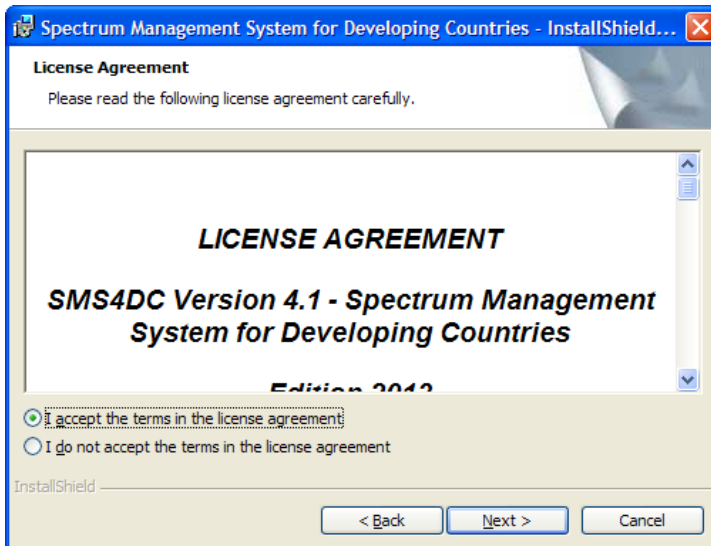 Spectrum Management System for Developing Countries - InstallShield...
License Agreement
Please read the following license agreement carefully.
LICENSE AGREEMENT
SMS4DC Version 4.1 - Spectrum Management
System for Developing Countries
Edition 2012
I accept the terms in the license agreement
I do not accept the terms in the license agreement
InstallShield
< Back
Next >
Cancel